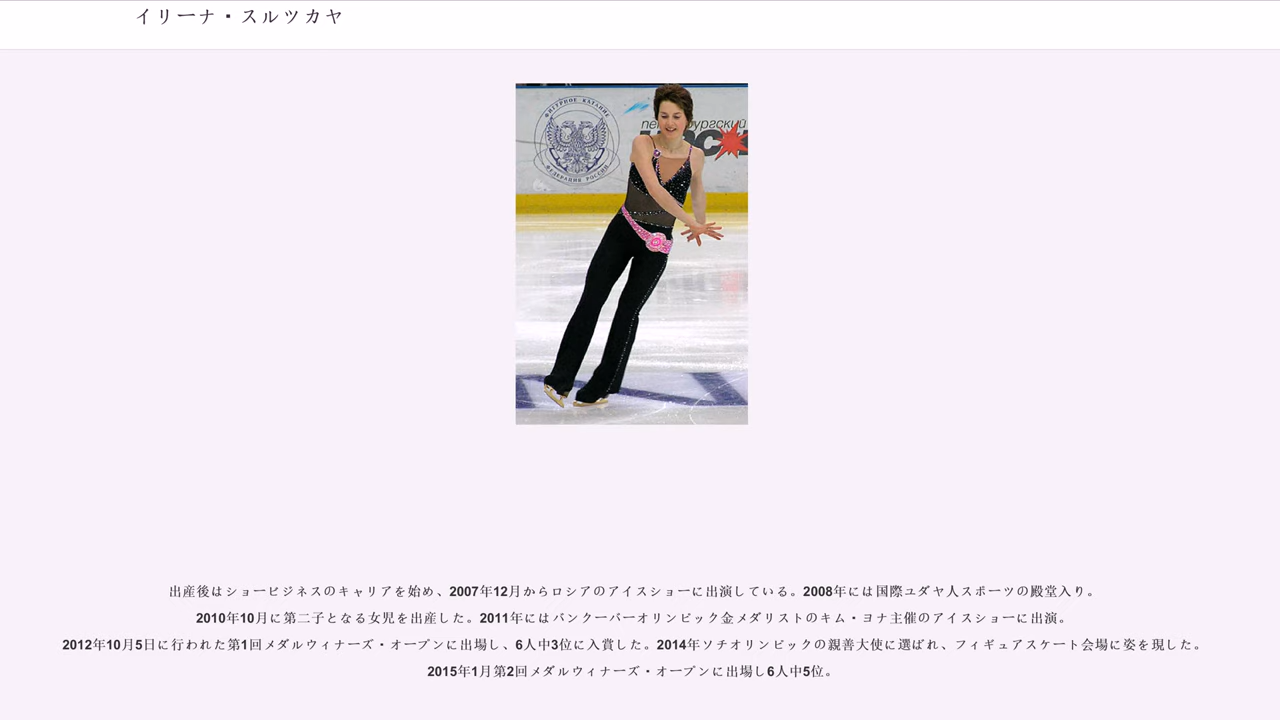 イリーナ・スルツカヤ
ФИГУРНОЕ КАТАНИЕ
ФЕДЕРАЦИЯ РОССИИ
出産後はショービジネスのキャリアを始め、2007年12月からロシアのアイスショーに出演している。2008年には国際ユダヤ人スポーツの殿堂入り。
2010年10月に第二子となる女児を出産した。2011年にはバンクーバーオリンピック金メダリストのキム・ヨナ主催のアイスショーに出演。
2012年10月5日に行われた第1回メダルウィナーズ・オープンに出場し、6人中3位に入賞した。2014年ソチオリンピックの親善大使に選ばれ、フィギュアスケート会場に姿を現した。
2015年1月第2回メダルウィナーズ・オープンに出場し6人中5位。